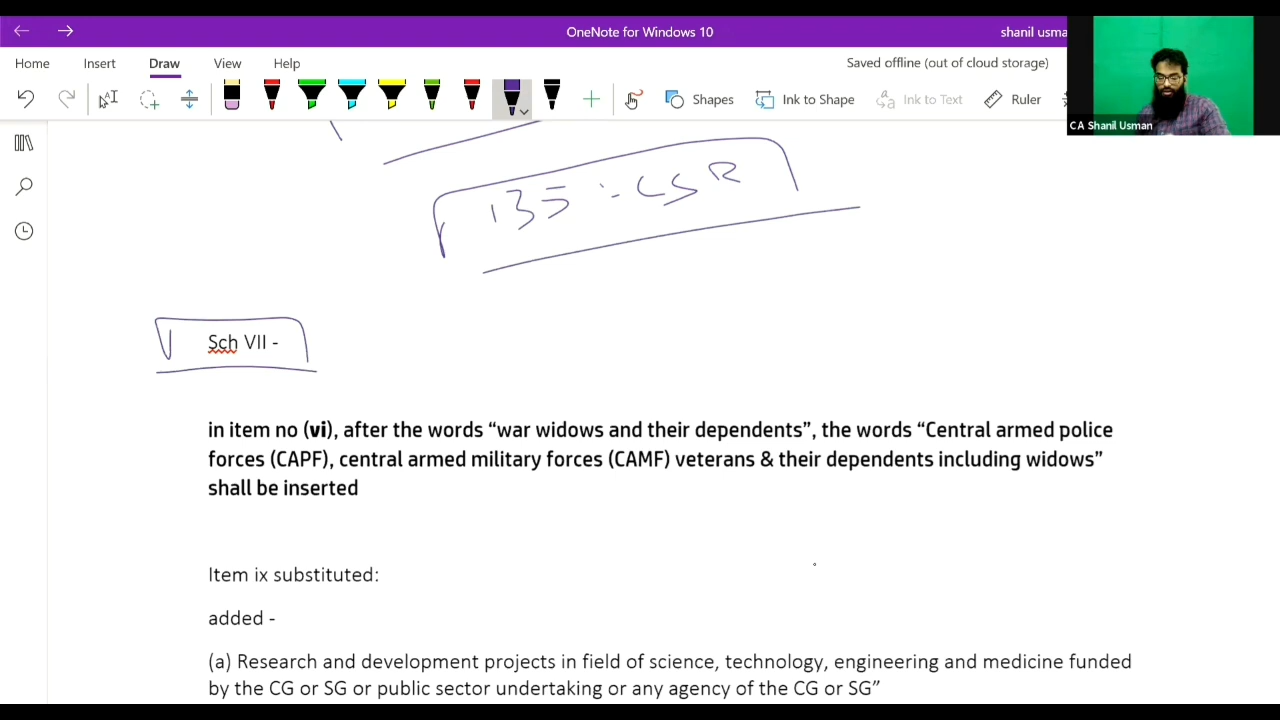 OneNote for Windows 10
shanil usma
Home Insert Draw View Help
Saved offline (out of cloud storage)
Shapes Ink to Shape Ink to Text Ruler
CA Shanil Usman
135 :- CSR
Sch VII -
in item no (vi), after the words “war widows and their dependents”, the words “Central armed police
forces (CAPF), central armed military forces (CAMF) veterans & their dependents including widows”
shall be inserted
Item ix substituted:
added -
(a) Research and development projects in field of science, technology, engineering and medicine funded
by the CG or SG or public sector undertaking or any agency of the CG or SG”